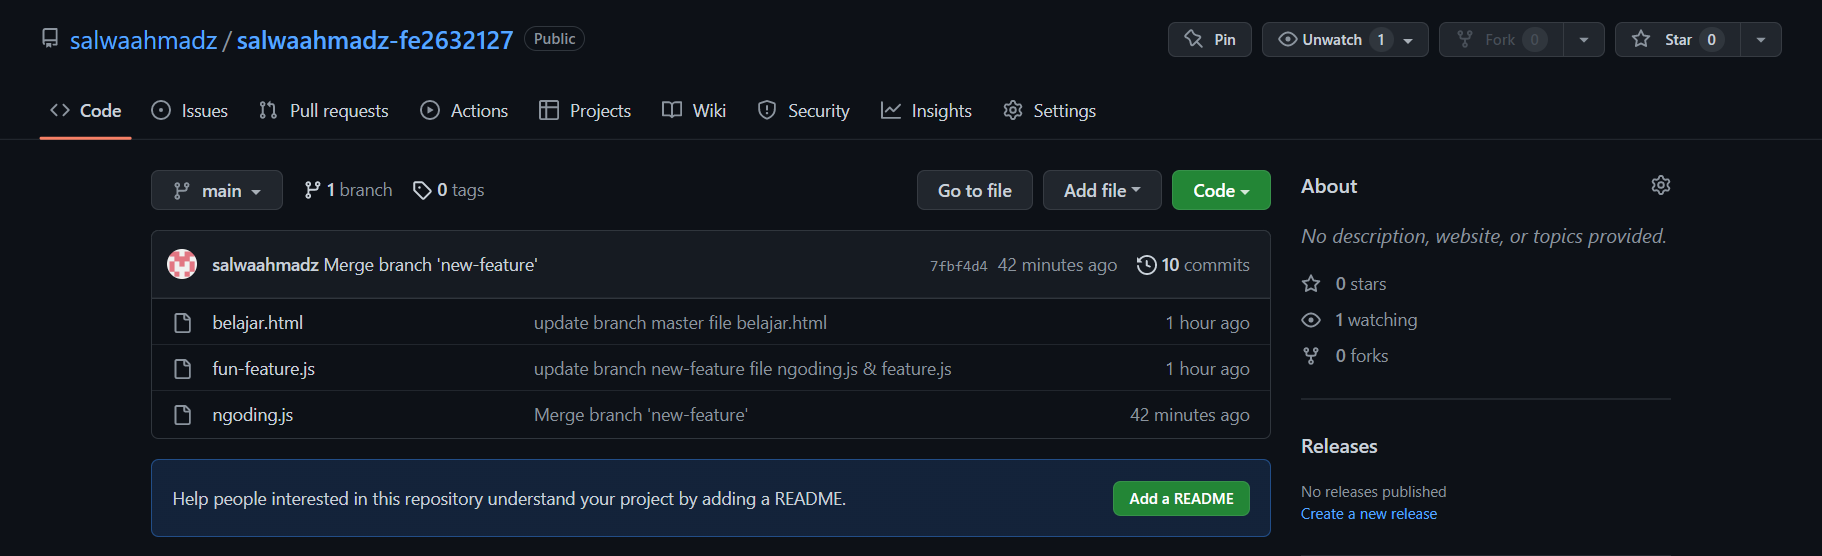 salwaahmadz / salwaahmadz-fe2632127 Public Pin Unwatch 1 Fork 0 Star 0
Code Issues Pull requests Actions Projects Wiki Security Insights Settings
main 1 branch 0 tags Go to file Add file Code
salwaahmadz Merge branch 'new-feature' 7fbf4d4 42 minutes ago 10 commits
belajar.html update branch master file belajar.html 1 hour ago
fun-feature.js update branch new-feature file ngoding.js & feature.js 1 hour ago
ngoding.js Merge branch 'new-feature' 42 minutes ago
Help people interested in this repository understand your project by adding a README. Add a README
About
No description, website, or topics provided.
0 stars
1 watching
0 forks
Releases
No releases published
Create a new release